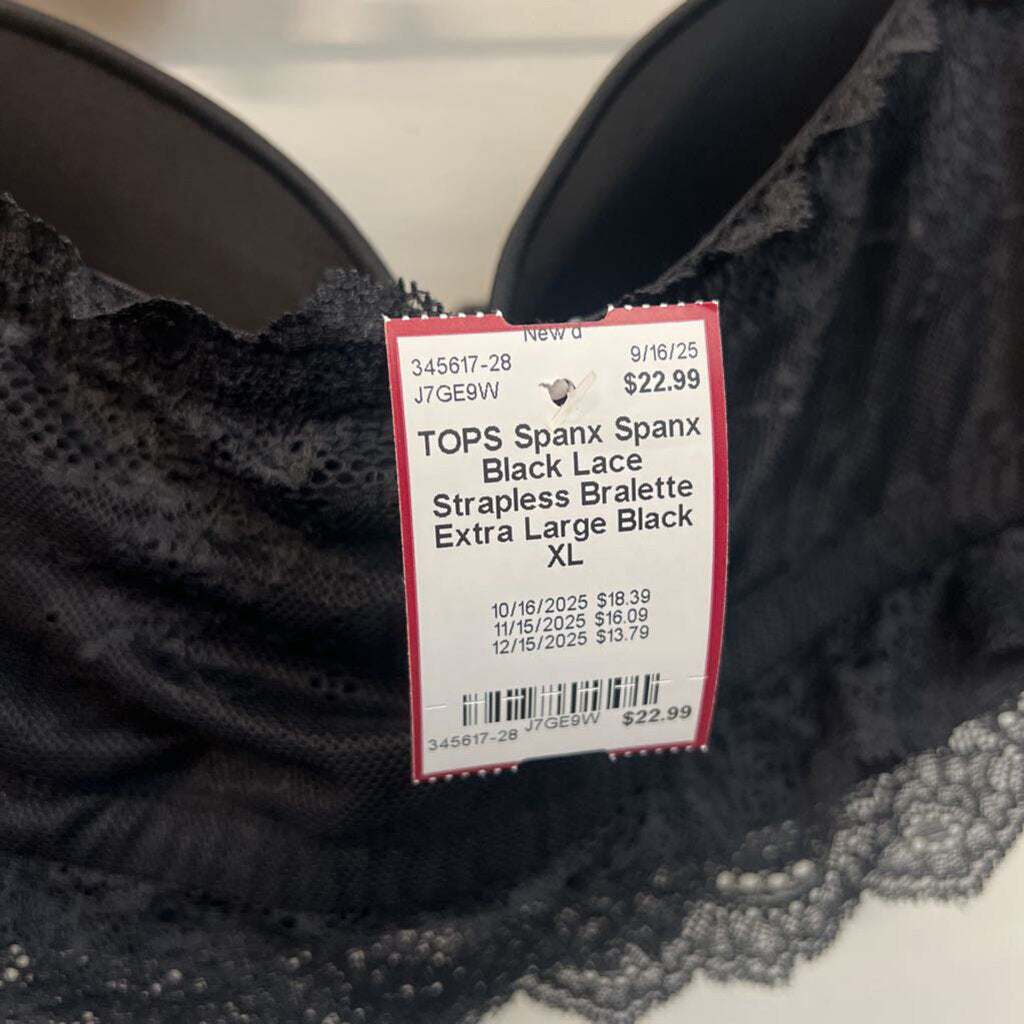 New'd
345617-28 9/16/25
J7GE9W $22.99
TOPS Spanx Spanx
Black Lace
Strapless Bralette
Extra Large Black
XL
10/16/2025 $18.39
11/15/2025 $16.09
12/15/2025 $13.79
345617-28 J7GE9W $22.99